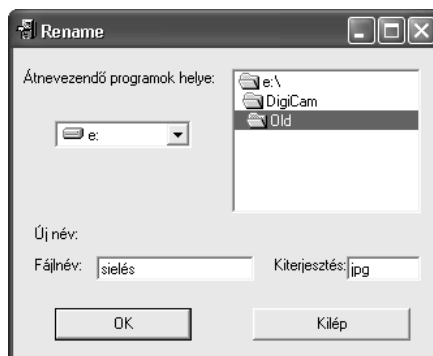 Rename
Átnevezendő programok helye:
e:\
DigiCam
Old
e:
Új név:
Fájlnév:
sielés
Kiterjesztés:
jpg
OK
Kilép